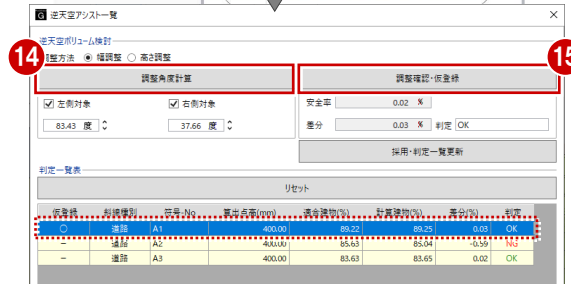 G 逆天空アシスト一覧 ×
逆天空ボリューム検討
14 調整方法 幅調整 高さ調整 15
調整角度計算 調整確認・仮登録
左側対象 右側対象 安全率 0.02 %
83.43 度 37.66 度 差分 0.03 % 判定 OK
採用・判定一覧更新
判定一覧表
リセット
仮登録 斜線種別 符号-No 算出点高(mm) 適合建物(%) 計算建物(%) 差分(%) 判定
○ 道路 A1 400.00 89.22 89.25 0.03 OK
− 道路 A2 400.00 85.63 85.04 -0.59 NG
− 道路 A3 400.00 83.63 83.65 0.02 OK